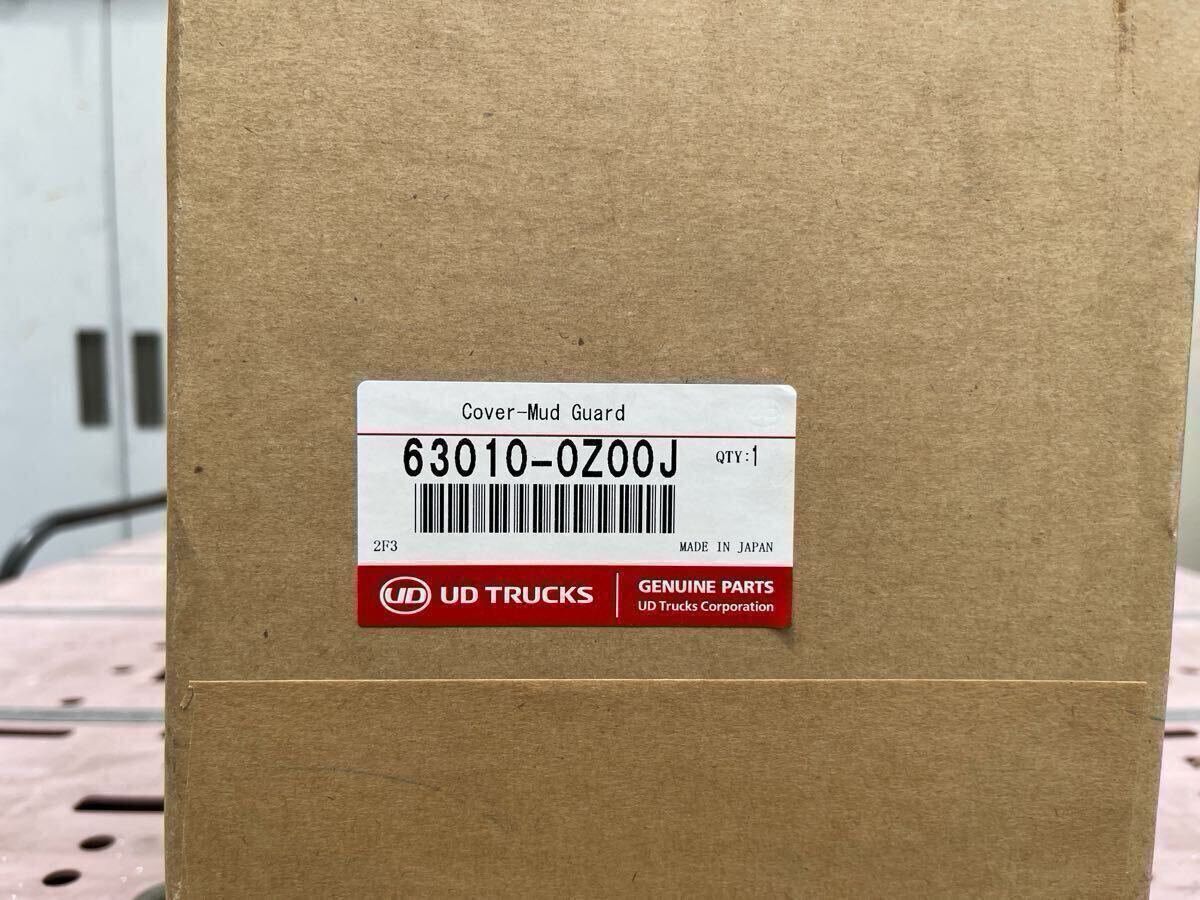 Cover-Mud Guard
63010-0Z00J QTY:1
2F3 MADE IN JAPAN
UD UD TRUCKS
GENUINE PARTS
UD Trucks Corporation